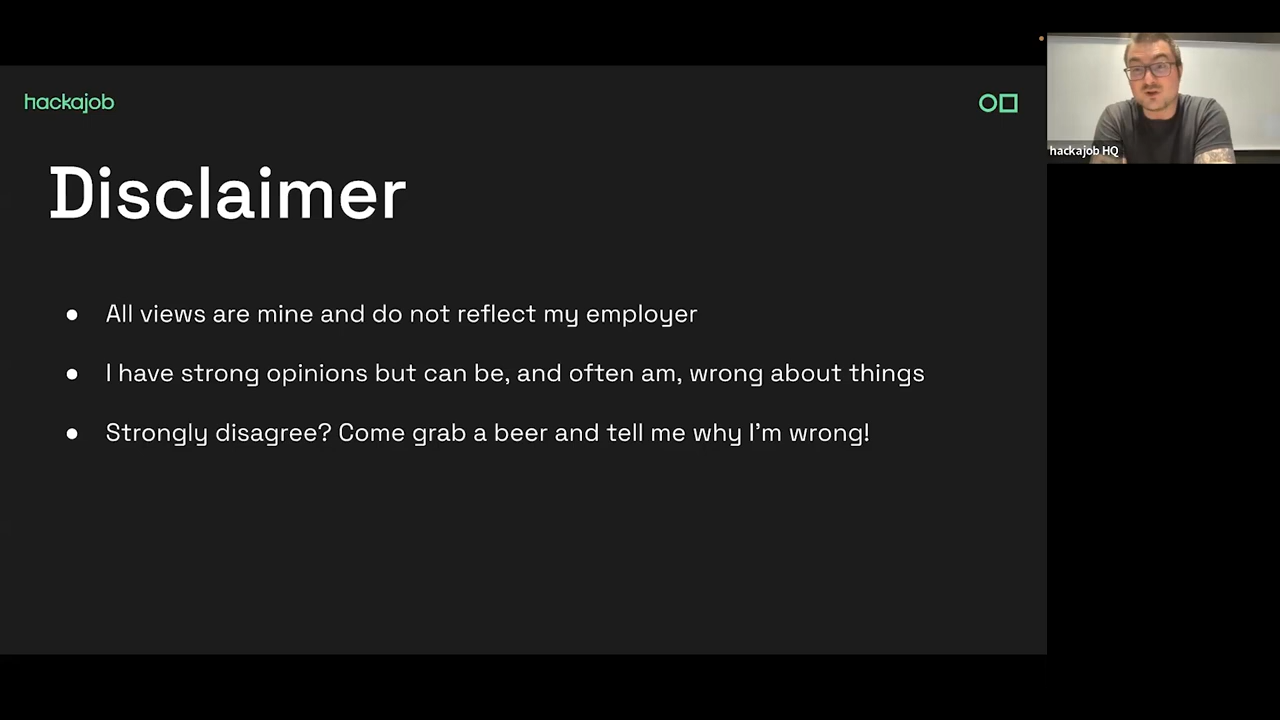 hackajob
Disclaimer
● All views are mine and do not reflect my employer
● I have strong opinions but can be, and often am, wrong about things
● Strongly disagree? Come grab a beer and tell me why I'm wrong!
hackajob HQ